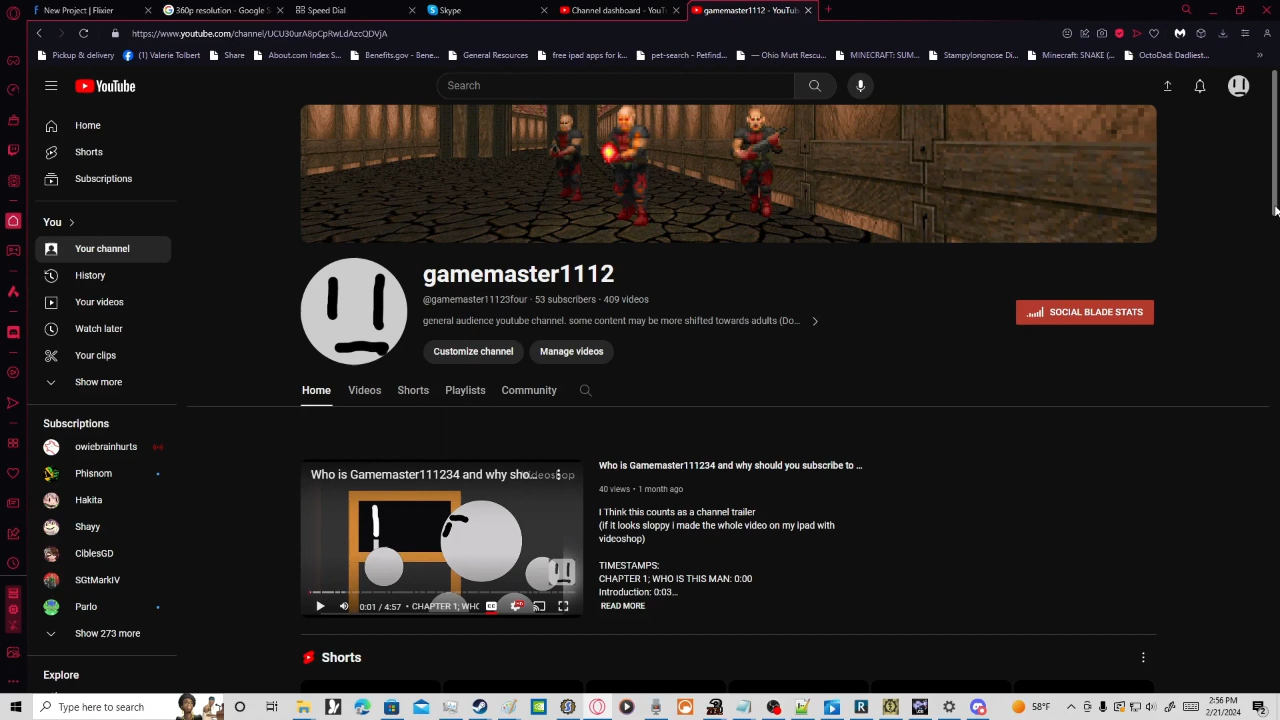 New Project | Flixier
360p resolution - Google S
Speed Dial
Skype
Channel dashboard - YouT
gamemaster1112 - YouTub
https://www.youtube.com/channel/UCU30urA8pCpRwLdAzcQDVjA
Pickup & delivery
(1) Valerie Tolbert
Share
About.com Index S...
Benefits.gov - Benef...
General Resources
free ipad apps for k...
pet-search - Petfind...
— Ohio Mutt Rescu...
MINECRAFT: SUM...
Stampylongnose Di...
Minecraft: SNAKE (...
OctoDad: Dadliest...
YouTube
Search
Home
Shorts
Subscriptions
You
Your channel
History
Your videos
Watch later
Your clips
Show more
Subscriptions
owiebrainhurts
Phisnom
Hakita
Shayy
CiblesGD
SGtMarkIV
Parlo
Show 273 more
Explore
gamemaster1112
@gamemaster11123four · 53 subscribers · 409 videos
general audience youtube channel. some content may be more shifted towards adults (Do...
Customize channel
Manage videos
SOCIAL BLADE STATS
Home
Videos
Shorts
Playlists
Community
Who is Gamemaster111234 and why sho...
Videoshop
0:01 / 4:57 • CHAPTER 1; WHO
CC
HD
Who is Gamemaster111234 and why should you subscribe to ...
40 views • 1 month ago
I Think this counts as a channel trailer
(if it looks sloppy i made the whole video on my ipad with
videoshop)
TIMESTAMPS:
CHAPTER 1; WHO IS THIS MAN: 0:00
Introduction: 0:03...
READ MORE
Shorts
Type here to search
58°F
2:56 PM
2/21/2024
2